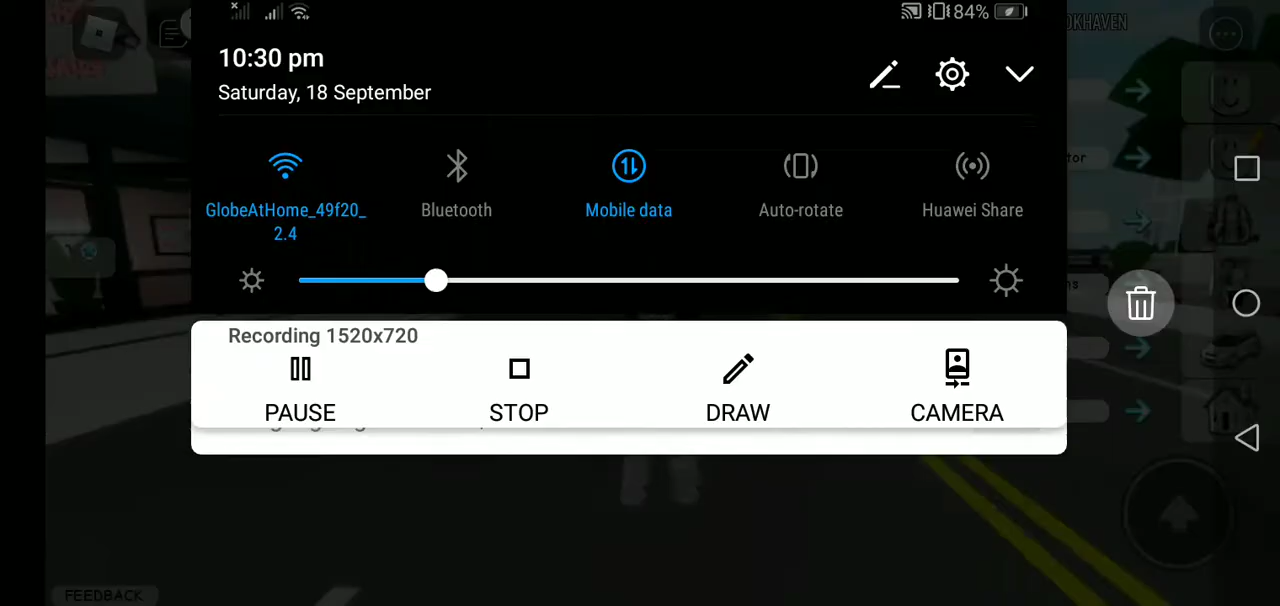 84%
OKHAVEN
10:30 pm
Saturday, 18 September
GlobeAtHome_49f20_
2.4
Bluetooth
Mobile data
Auto-rotate
Huawei Share
Recording 1520x720
PAUSE
STOP
DRAW
CAMERA
FEEDBACK